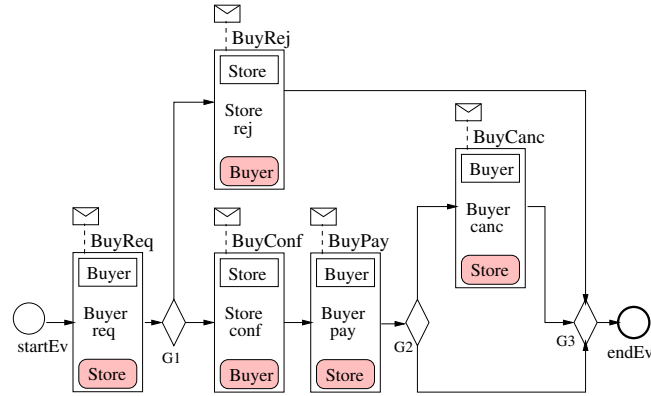 BuyRej
Store
Store
rej
Buyer
BuyCanc
Buyer
Buyer
canc
Store
BuyReq
Buyer
Buyer
req
Store
BuyConf
Store
Store
conf
Buyer
BuyPay
Buyer
Buyer
pay
Store
startEv
G1
G2
G3
endEv